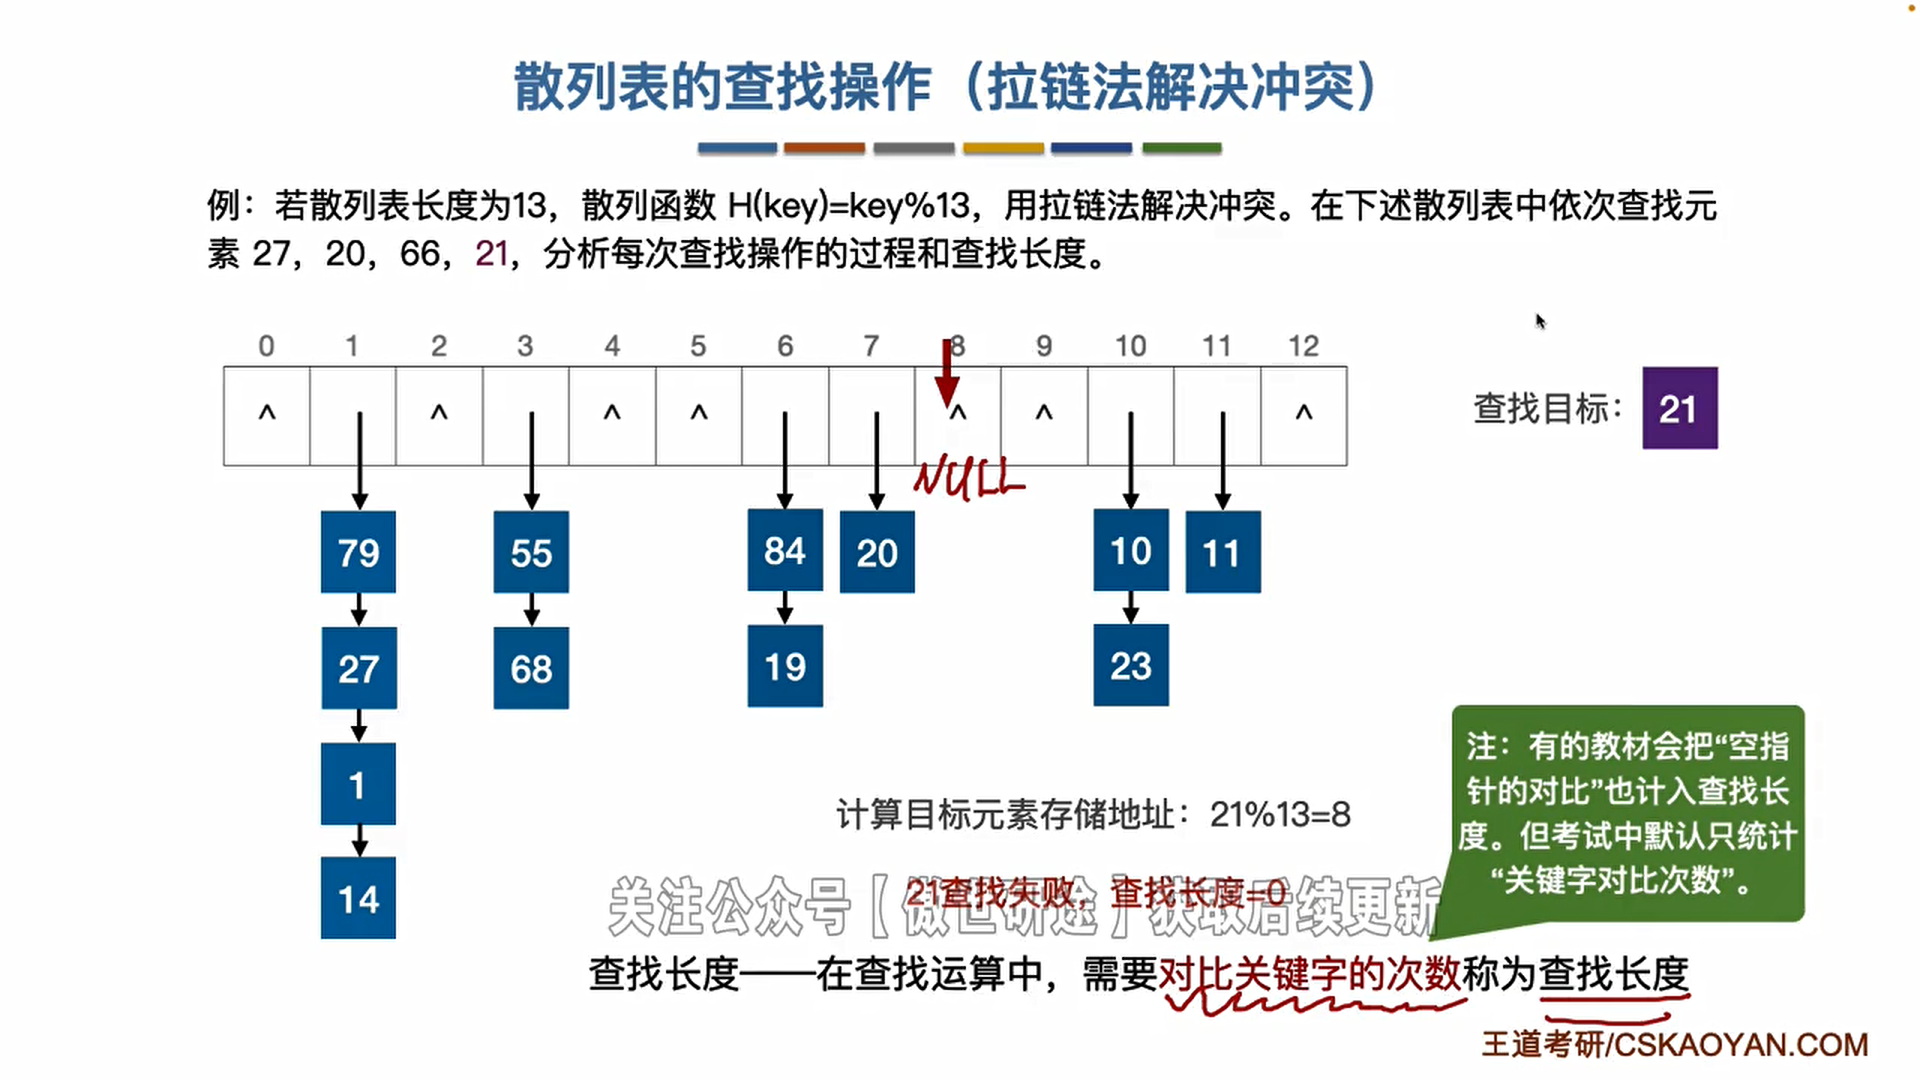 散列表的查找操作（拉链法解决冲突）
例：若散列表长度为13，散列函数 H(key)=key%13，用拉链法解决冲突。在下述散列表中依次查找元
素 27，20，66，21，分析每次查找操作的过程和查找长度。
0 1 2 3 4 5 6 7 8 9 10 11 12
^ ^ ^ ^ ^ ^ ^
查找目标： 21
NULL
79 55 84 20 10 11
27 68 19 23
1
14
注：有的教材会把“空指
针的对比”也计入查找长
度。但考试中默认只统计
“关键字对比次数”。
计算目标元素存储地址：21%13=8
21查找失败，查找长度=0
关注公众号【傲世研途】获取后续更新
查找长度——在查找运算中，需要对比关键字的次数称为查找长度
王道考研/CSKAOYAN.COM